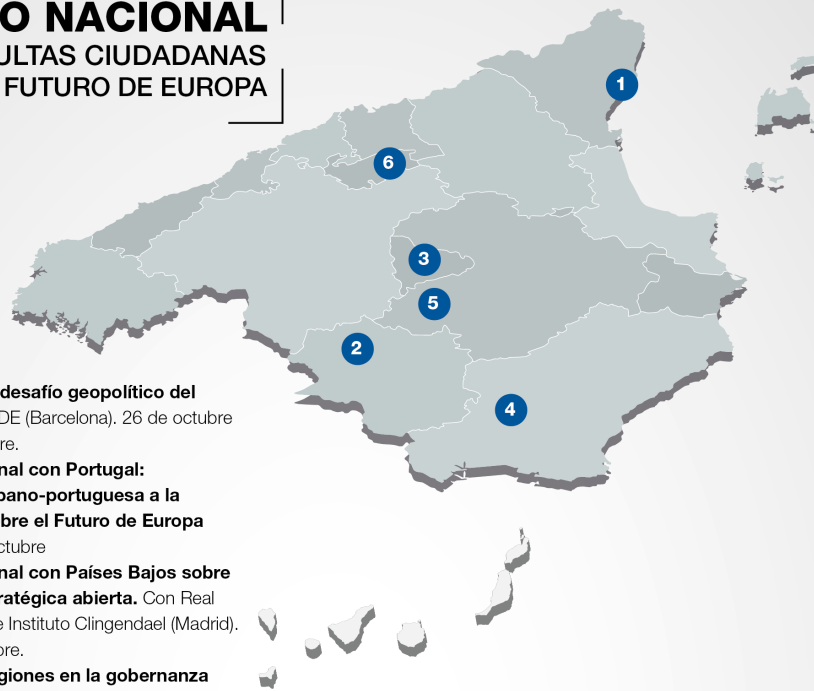 O NACIONAL
ULTAS CIUDADANAS
FUTURO DE EUROPA
1
6
3
5
2
4
desafío geopolítico del
DE (Barcelona). 26 de octubre
re.
nal con Portugal:
pano-portuguesa a la
bre el Futuro de Europa
ctubre
nal con Países Bajos sobre
ratégica abierta. Con Real
e Instituto Clingendael (Madrid).
bre.
giones en la gobernanza